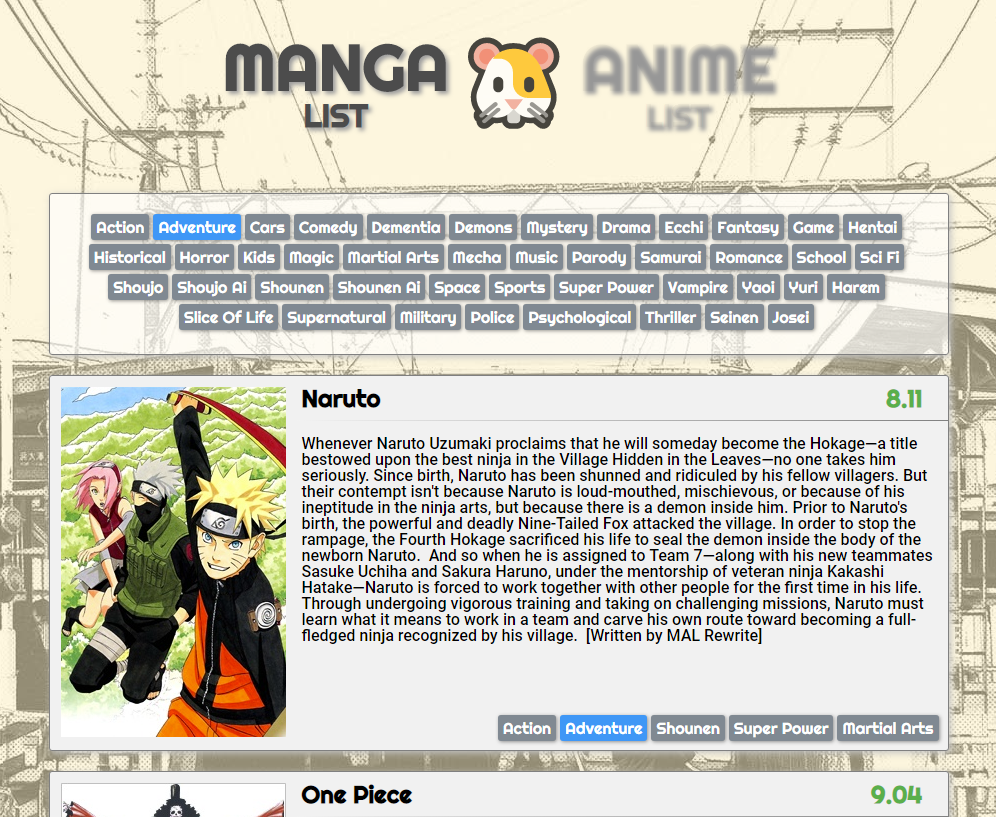 MANGA
LIST
ANIME
LIST
Action Adventure Cars Comedy Dementia Demons Mystery Drama Ecchi Fantasy Game Hentai
Historical Horror Kids Magic Martial Arts Mecha Music Parody Samurai Romance School Sci Fi
Shoujo Shoujo Ai Shounen Shounen Ai Space Sports Super Power Vampire Yaoi Yuri Harem
Slice Of Life Supernatural Military Police Psychological Thriller Seinen Josei
Naruto 8.11
Whenever Naruto Uzumaki proclaims that he will someday become the Hokage—a title
bestowed upon the best ninja in the Village Hidden in the Leaves—no one takes him
seriously. Since birth, Naruto has been shunned and ridiculed by his fellow villagers. But
their contempt isn't because Naruto is loud-mouthed, mischievous, or because of his
ineptitude in the ninja arts, but because there is a demon inside him. Prior to Naruto's
birth, the powerful and deadly Nine-Tailed Fox attacked the village. In order to stop the
rampage, the Fourth Hokage sacrificed his life to seal the demon inside the body of the
newborn Naruto.  And so when he is assigned to Team 7—along with his new teammates
Sasuke Uchiha and Sakura Haruno, under the mentorship of veteran ninja Kakashi
Hatake—Naruto is forced to work together with other people for the first time in his life.
Through undergoing vigorous training and taking on challenging missions, Naruto must
learn what it means to work in a team and carve his own route toward becoming a full-
fledged ninja recognized by his village.  [Written by MAL Rewrite]
Action Adventure Shounen Super Power Martial Arts
One Piece 9.04